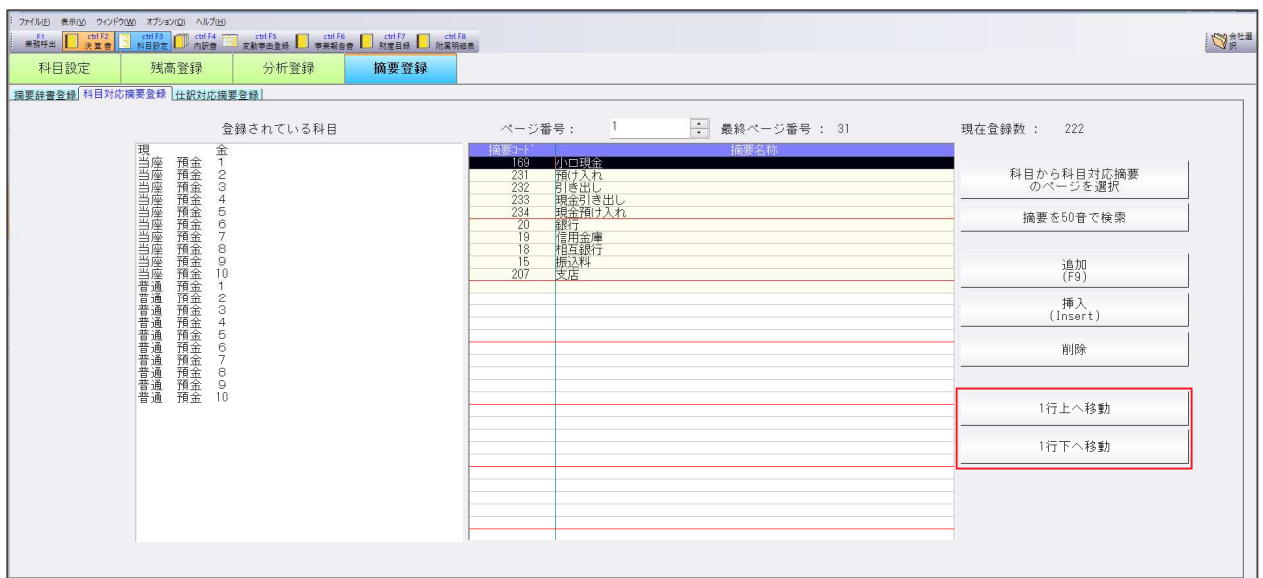 ファイル(F) 表示(V) ウィンドウ(W) オプション(O) ヘルプ(H)
F1 業務呼出 ctrl F2 決算書 ctrl F3 科目設定 ctrl F4 内訳書 ctrl F5 変動事由登録 ctrl F6 事業報告書 ctrl F7 財産目録 ctrl F8 附属明細表 会社選択
科目設定 残高登録 分析登録 摘要登録
摘要辞書登録 科目対応摘要登録 仕訳対応摘要登録
登録されている科目 ページ番号: 1 最終ページ番号 : 31 現在登録数 : 222
現 金
当座 預金 1
当座 預金 2
当座 預金 3
当座 預金 4
当座 預金 5
当座 預金 6
当座 預金 7
当座 預金 8
当座 預金 9
当座 預金 10
普通 預金 1
普通 預金 2
普通 預金 3
普通 預金 4
普通 預金 5
普通 預金 6
普通 預金 7
普通 預金 8
普通 預金 9
普通 預金 10
摘要コード 摘要名称
169 小口現金
231 預け入れ
232 引き出し
233 現金引き出し
234 現金預け入れ
20 銀行
19 信用金庫
18 相互銀行
15 振込料
207 支店
科目から科目対応摘要
のページを選択
摘要を50音で検索
追加
(F9)
挿入
(Insert)
削除
1行上へ移動
1行下へ移動